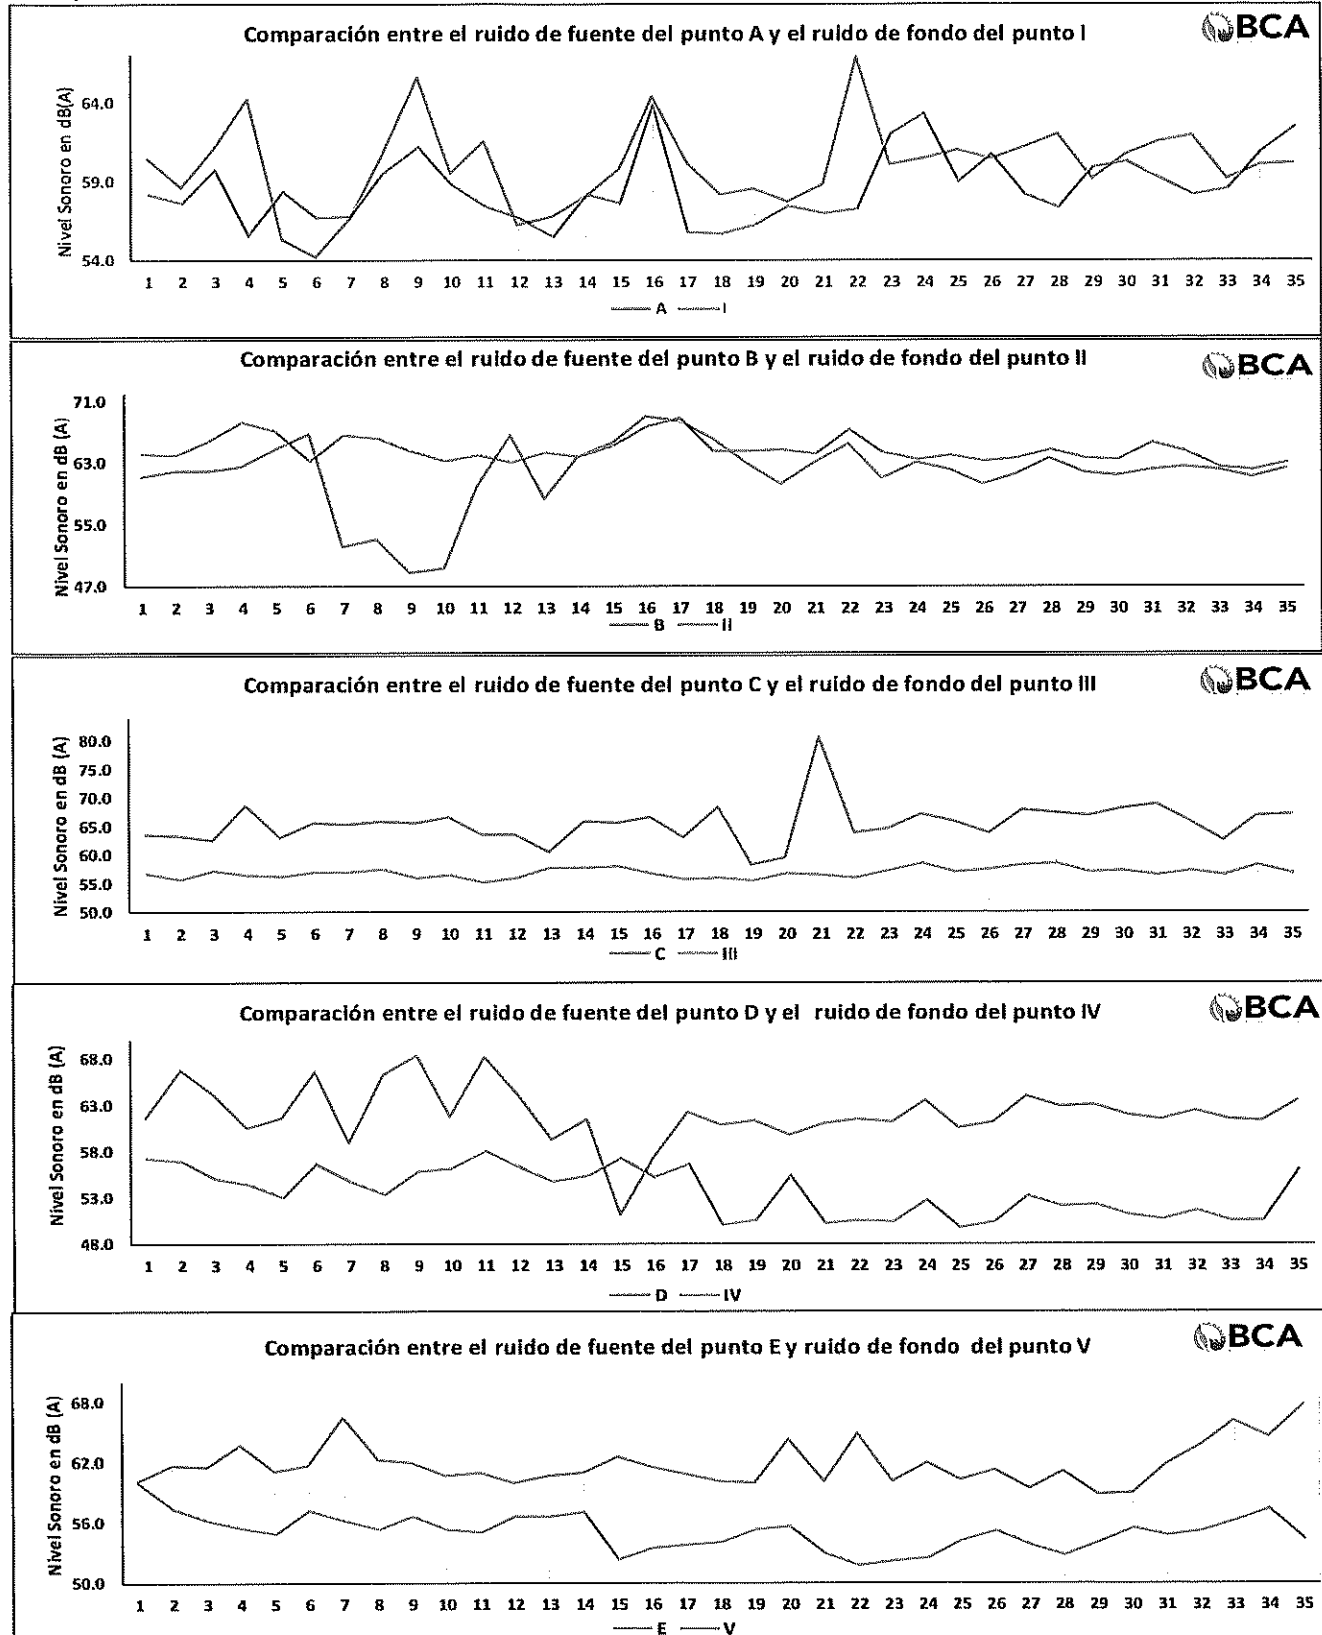 Comparación entre el ruido de fuente del punto A y el ruido de fondo del punto I
BCA
Nivel Sonoro en dB(A)
64.0
59.0
54.0
1 2 3 4 5 6 7 8 9 10 11 12 13 14 15 16 17 18 19 20 21 22 23 24 25 26 27 28 29 30 31 32 33 34 35
A I
Comparación entre el ruido de fuente del punto B y el ruido de fondo del punto II
BCA
Nivel Sonoro en dB (A)
71.0
63.0
55.0
47.0
1 2 3 4 5 6 7 8 9 10 11 12 13 14 15 16 17 18 19 20 21 22 23 24 25 26 27 28 29 30 31 32 33 34 35
B II
Comparación entre el ruido de fuente del punto C y el ruido de fondo del punto III
BCA
Nivel Sonoro en dB (A)
80.0
75.0
70.0
65.0
60.0
55.0
50.0
1 2 3 4 5 6 7 8 9 10 11 12 13 14 15 16 17 18 19 20 21 22 23 24 25 26 27 28 29 30 31 32 33 34 35
C III
Comparación entre el ruido de fuente del punto D y el ruido de fondo del punto IV
BCA
Nivel Sonoro en dB (A)
68.0
63.0
58.0
53.0
48.0
1 2 3 4 5 6 7 8 9 10 11 12 13 14 15 16 17 18 19 20 21 22 23 24 25 26 27 28 29 30 31 32 33 34 35
D IV
Comparación entre el ruido de fuente del punto E y ruido de fondo del punto V
BCA
Nivel Sonoro en dB (A)
68.0
62.0
56.0
50.0
1 2 3 4 5 6 7 8 9 10 11 12 13 14 15 16 17 18 19 20 21 22 23 24 25 26 27 28 29 30 31 32 33 34 35
E V